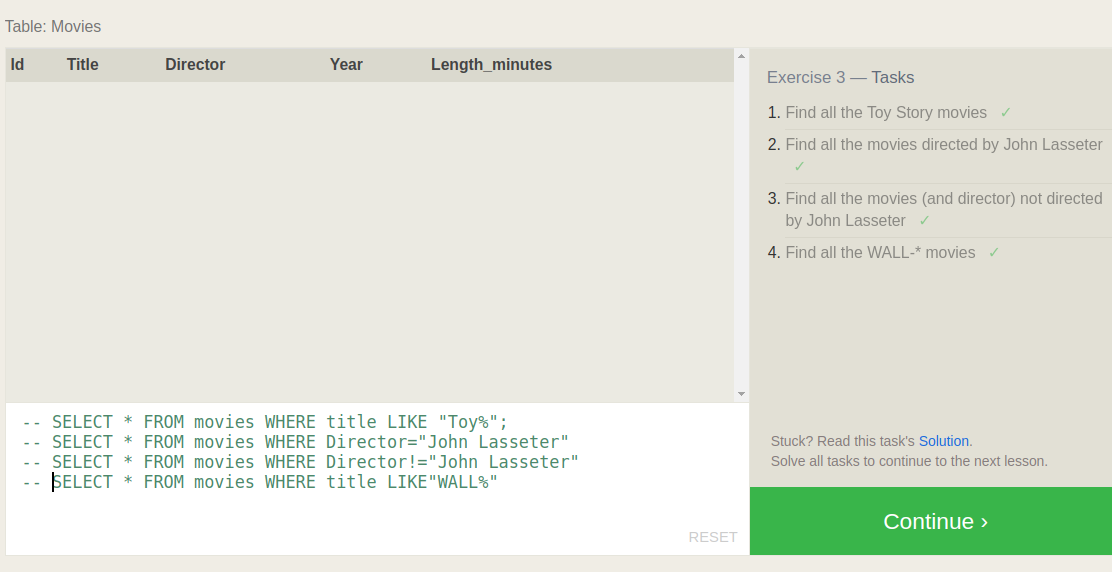 Table: Movies
Id Title Director Year Length_minutes
-- SELECT * FROM movies WHERE title LIKE "Toy%";
-- SELECT * FROM movies WHERE Director="John Lasseter"
-- SELECT * FROM movies WHERE Director!="John Lasseter"
-- SELECT * FROM movies WHERE title LIKE"WALL%"
RESET
Exercise 3 — Tasks
1. Find all the Toy Story movies ✓
2. Find all the movies directed by John Lasseter
✓
3. Find all the movies (and director) not directed
by John Lasseter ✓
4. Find all the WALL-* movies ✓
Stuck? Read this task's Solution.
Solve all tasks to continue to the next lesson.
Continue ›